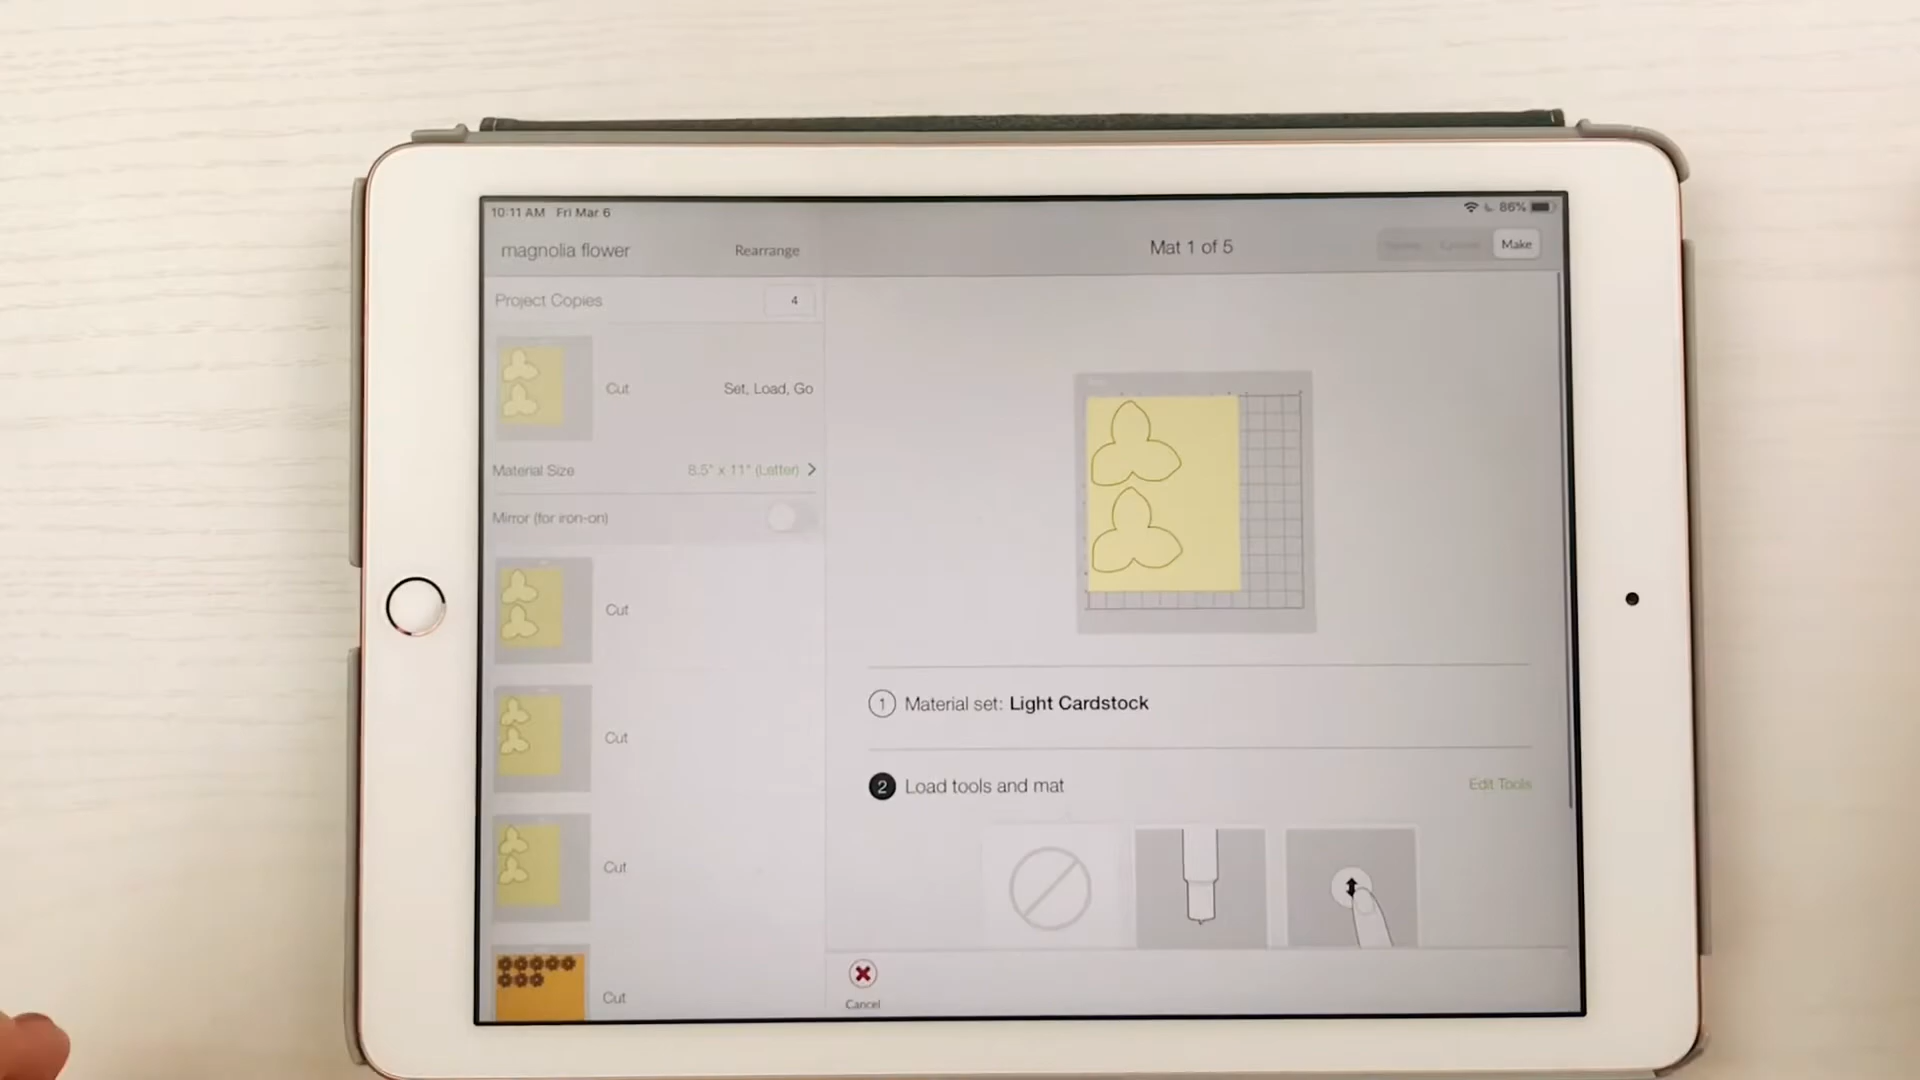 10:11 AM Fri Mar 6
86%
magnolia flower
Rearrange
Mat 1 of 5
Make
Project Copies
4
Cut
Set, Load, Go
Material Size
8.5" x 11" (Letter)
Mirror (for iron-on)
Cut
Cut
Cut
Cut
1 Material set: Light Cardstock
2 Load tools and mat
Edit Tools
Cancel